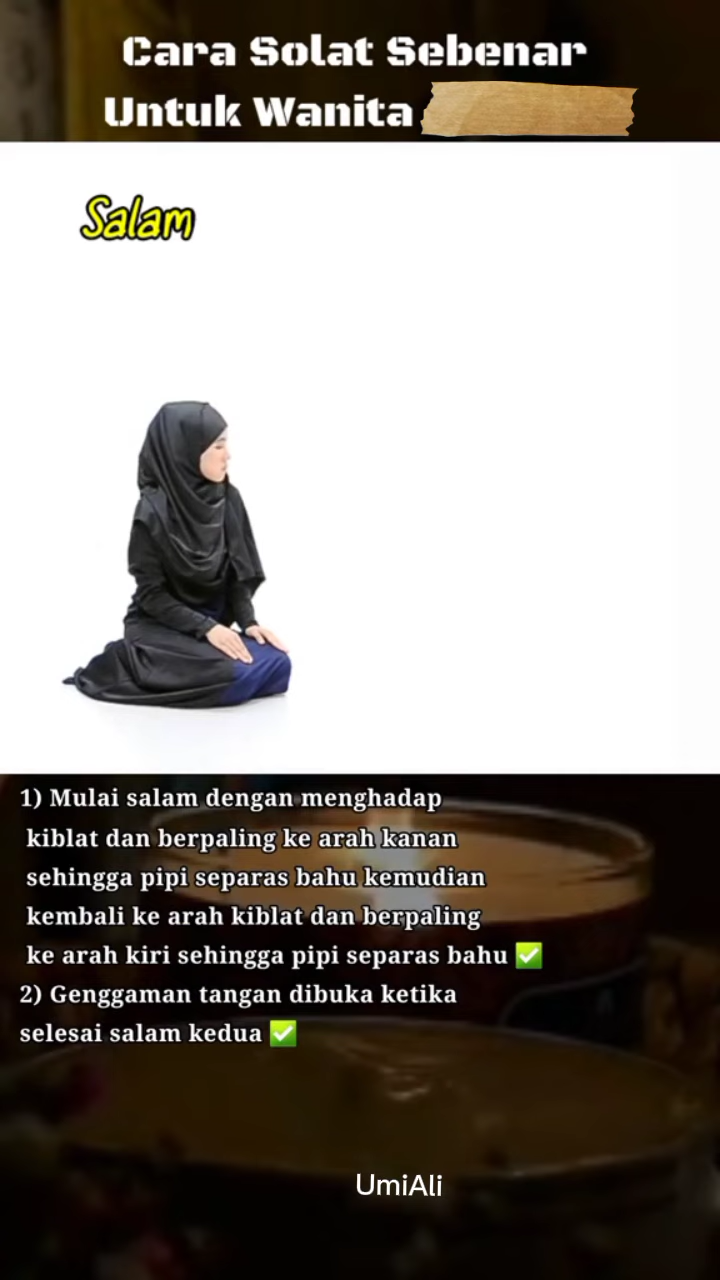 Cara Solat Sebenar
Untuk Wanita
Salam
1) Mulai salam dengan menghadap
kiblat dan berpaling ke arah kanan
sehingga pipi separas bahu kemudian
kembali ke arah kiblat dan berpaling
ke arah kiri sehingga pipi separas bahu ✅
2) Genggaman tangan dibuka ketika
selesai salam kedua ✅
UmiAli